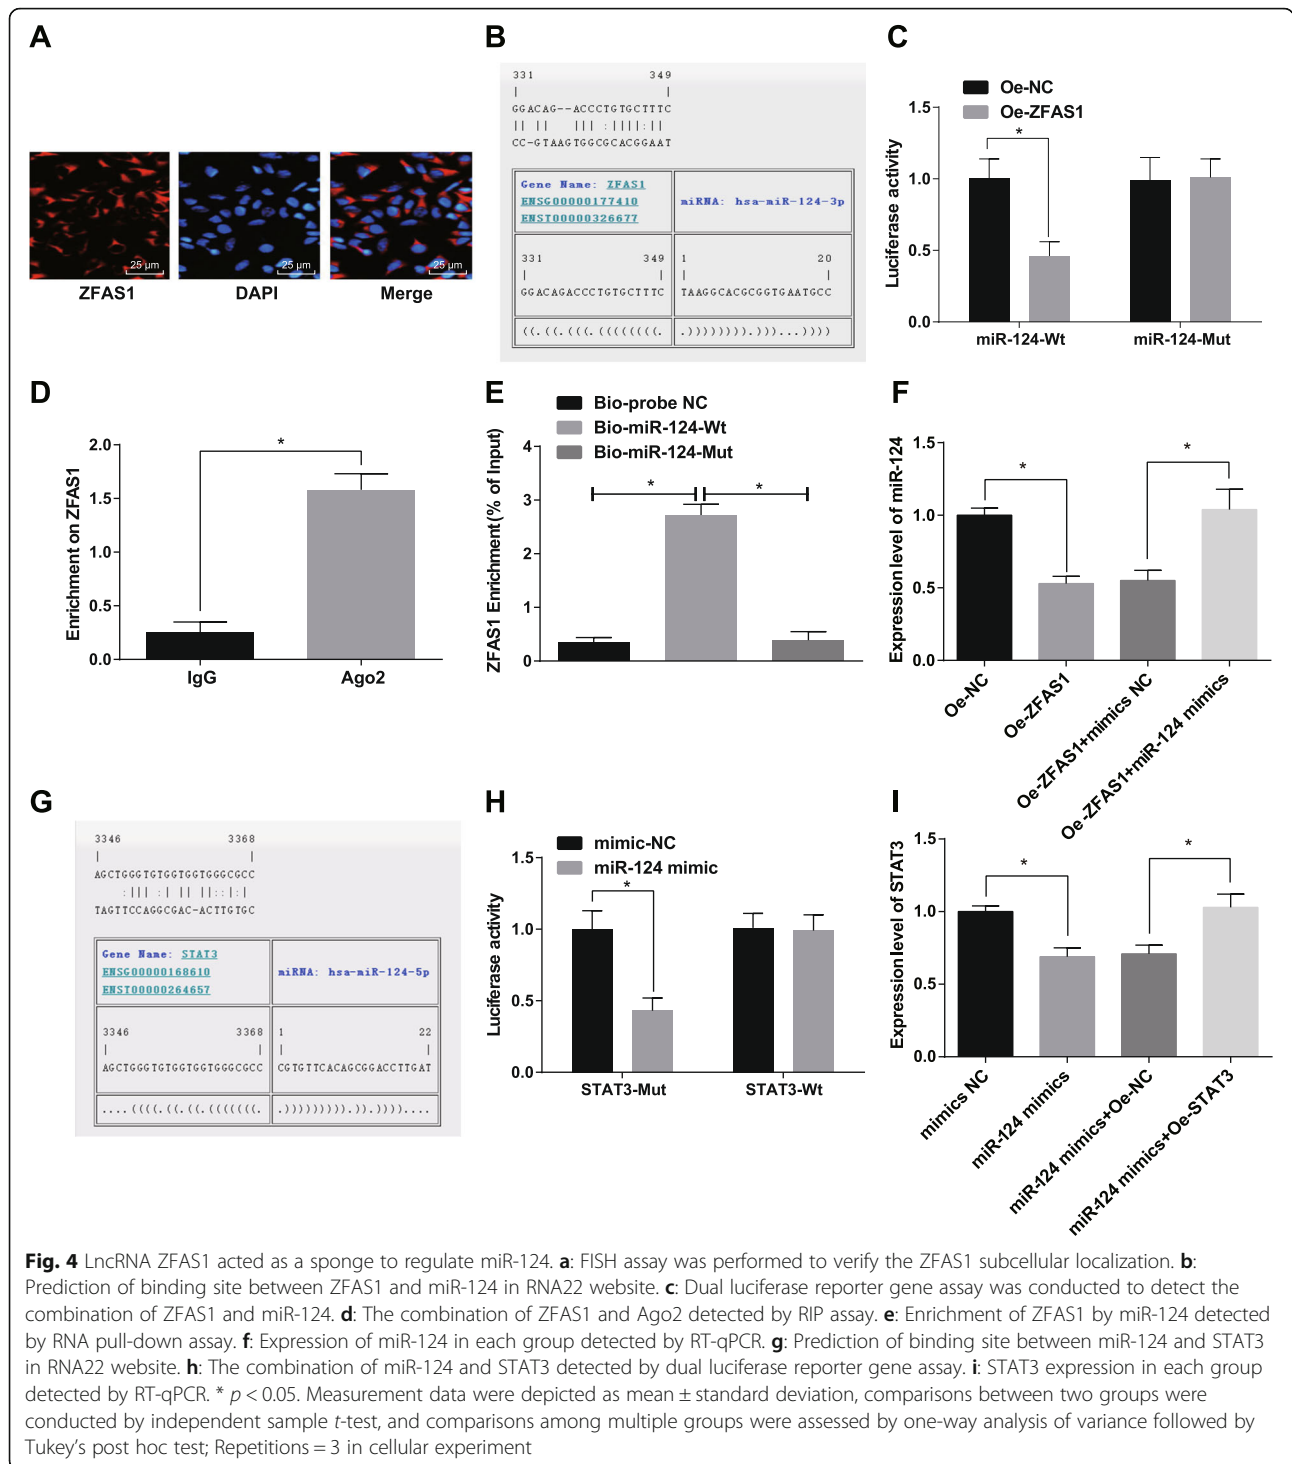 A
ZFAS1
25 μm
DAPI
25 μm
Merge
25 μm
B
331 349
| |
GGACAG--ACCCTGTGCTTTC
|| || ||| :||||:||
CC-GTAAGTGGCGCACGGAAT
Gene Name: ZFAS1
ENSG00000177410
ENST00000326677
miRNA: hsa-miR-124-3p
331 349
| |
GGACAGACCCTGTGCTTTC
1 20
| |
TAAGGCACGCGGTGAATGCC
((.((.(((.((((((((.
.)))))))).)))...))))
C
Oe-NC
Oe-ZFAS1
Luciferase activity
1.5
1.0
0.5
0.0
*
miR-124-Wt
miR-124-Mut
D
Enrichment on ZFAS1
2.0
1.5
1.0
0.5
0.0
*
IgG
Ago2
E
Bio-probe NC
Bio-miR-124-Wt
Bio-miR-124-Mut
ZFAS1 Enrichment (% of Input)
4
3
2
1
0
*
*
F
Expression level of miR-124
1.5
1.0
0.5
0.0
*
*
Oe-NC
Oe-ZFAS1
Oe-ZFAS1+mimics NC
Oe-ZFAS1+miR-124 mimics
G
3346 3368
| |
AGCTGGGTGTGTGGTGGTGGGCGCC
:||| :| || ||::|:|
TAGTTCCAGGCGAC-ACTTGTGC
Gene Name: STAT3
ENSG00000168610
ENST00000264657
miRNA: hsa-miR-124-5p
3346 3368
| |
AGCTGGGTGTGGTGGTGGGCGCC
1 22
| |
CGTGTTCACAGCGGACCTTGAT
....((((.((.((.(((((((.
.))))))))).)).))))....
H
mimic-NC
miR-124 mimic
Luciferase activity
1.5
1.0
0.5
0.0
*
STAT3-Mut
STAT3-Wt
I
Expression level of STAT3
1.5
1.0
0.5
0.0
*
*
mimics NC
miR-124 mimics
miR-124 mimics+Oe-NC
miR-124 mimics+Oe-STAT3
Fig. 4 LncRNA ZFAS1 acted as a sponge to regulate miR-124. a: FISH assay was performed to verify the ZFAS1 subcellular localization. b:
Prediction of binding site between ZFAS1 and miR-124 in RNA22 website. c: Dual luciferase reporter gene assay was conducted to detect the
combination of ZFAS1 and miR-124. d: The combination of ZFAS1 and Ago2 detected by RIP assay. e: Enrichment of ZFAS1 by miR-124 detected
by RNA pull-down assay. f: Expression of miR-124 in each group detected by RT-qPCR. g: Prediction of binding site between miR-124 and STAT3
in RNA22 website. h: The combination of miR-124 and STAT3 detected by dual luciferase reporter gene assay. i: STAT3 expression in each group
detected by RT-qPCR. * p < 0.05. Measurement data were depicted as mean ± standard deviation, comparisons between two groups were
conducted by independent sample t-test, and comparisons among multiple groups were assessed by one-way analysis of variance followed by
Tukey's post hoc test; Repetitions = 3 in cellular experiment